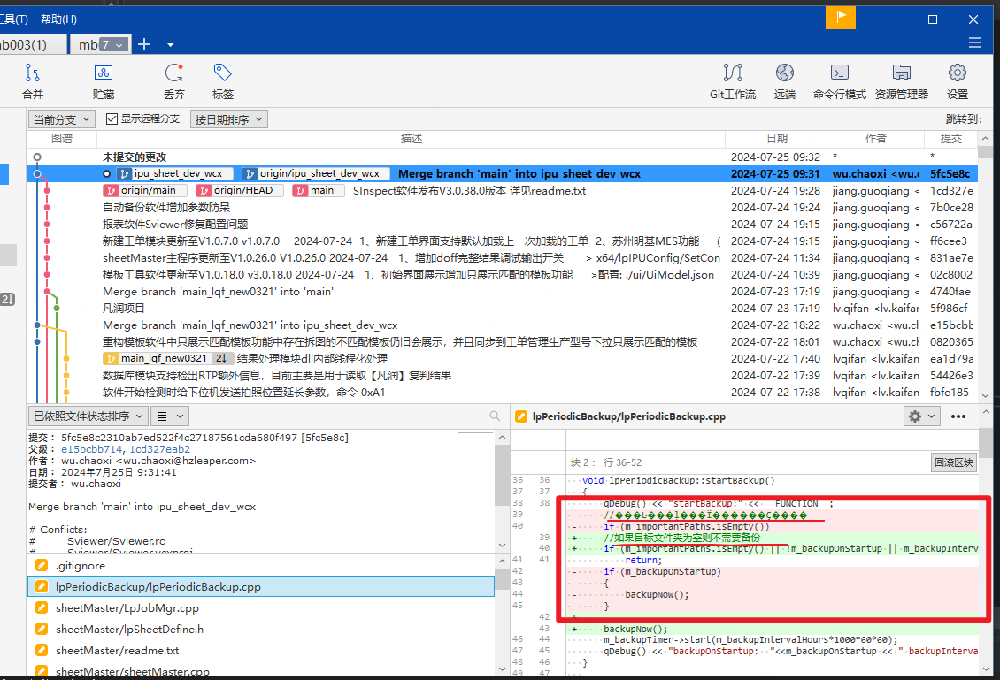 工具(T) 帮助(H)
ab003(1) mb 7 ↓
合并 贮藏 丢弃 标签 Git工作流 远端 命令行模式 资源管理器 设置
当前分支 显示远程分支 按日期排序 跳转到:
图谱 描述 日期 作者 提交
未提交的更改 2024-07-25 09:32 * *
ipu_sheet_dev_wcx origin/ipu_sheet_dev_wcx Merge branch 'main' into ipu_sheet_dev_wcx 2024-07-25 09:31 wu.chaoxi <wu.c 5fc5e8c
origin/main origin/HEAD main SInspect软件发布V3.0.38.0版本 详见readme.txt 2024-07-24 19:28 jiang.guoqiang < 1cd327e
自动备份软件增加参数防呆 2024-07-24 19:24 jiang.guoqiang < 7b0ce28
报表软件Sviewer修复配置问题 2024-07-24 19:15 jiang.guoqiang < c56722a
新建工单模块更新至V1.0.7.0 v1.0.7.0 2024-07-24 1、新建工单界面支持默认加载上一次加载的工单 2、苏州明基MES功能 ( 2024-07-24 19:15 jiang.guoqiang < ff6cee3
sheetMaster主程序更新至V1.0.26.0 V1.0.26.0 2024-07-24 1、增加doff完整结果调试输出开关 > x64/lpIPUConfig/SetCon 2024-07-24 11:34 jiang.guoqiang < 831ae7e
模板工具软件更新至V1.0.18.0 v3.0.18.0 2024-07-24 1、初始界面展示增加只展示匹配的模板功能 >配置: ./ui/UiModel.json 2024-07-24 10:39 jiang.guoqiang < 02c8002
Merge branch 'main_lqf_new0321' into 'main' 2024-07-23 17:19 jiang.guoqiang < 4740fae
凡润项目 2024-07-23 17:19 lv.qifan <lv.kaifan 5f986cf
Merge branch 'main_lqf_new0321' into ipu_sheet_dev_wcx 2024-07-22 18:22 wu.chaoxi <wu.ch e15bcbb
重构模板软件中只展示匹配模板功能中存在拆图的不匹配模板仍旧会展示，并且同步到工单管理生产型号下拉只展示匹配的模板 2024-07-22 18:01 wu.chaoxi <wu.ch 0820365
main_lqf_new0321 2↓ 结果处理模块dll内部线程化处理 2024-07-22 17:40 lvqifan <lv.kaifan ea1d79a
数据库模块支持检出RTP额外信息，目前主要是用于读取【凡润】复判结果 2024-07-22 17:39 lvqifan <lv.kaifan 54426e3
软件开始检测时给下位机发送拍照位置延长参数，命令 0xA1 2024-07-22 17:38 lvqifan <lv.kaifan fbfe185
2↓
已依照文件状态排序
提交： 5fc5e8c2310ab7ed522f4c27187561cda680f497 [5fc5e8c]
父级： e15bcbb714, 1cd327eab2
作者： wu.chaoxi <wu.chaoxi@hzleaper.com>
日期： 2024年7月25日 9:31:41
提交者： wu.chaoxi
Merge branch 'main' into ipu_sheet_dev_wcx
# Conflicts:
# Sviewer/Sviewer.rc
# Sviewer/Sviewer.vcxproj
.gitignore
lpPeriodicBackup/lpPeriodicBackup.cpp
sheetMaster/LpJobMgr.cpp
sheetMaster/lpSheetDefine.h
sheetMaster/readme.txt
sheetMaster/sheetMaster.cpp
lpPeriodicBackup/lpPeriodicBackup.cpp
块 2： 行 36-52 回滚区块
36 36 void lpPeriodicBackup::startBackup()
37 37 {
38 38 qDebug() << "startBackup:" << __FUNCTION__;
39 - //���Ŀ���ļ���Ϊ������Ҫ����
40 - if (m_importantPaths.isEmpty())
39 + //如果目标文件夹为空则不需要备份
40 + if (m_importantPaths.isEmpty() || !m_backupOnStartup || m_backupInterv
41 41 return;
42 - if (m_backupOnStartup)
43 - {
44 - backupNow();
45 - }
42 +
43 + backupNow();
46 44 m_backupTimer->start(m_backupIntervalHours*1000*60*60);
47 45 qDebug() << "backupOnStartup: "<<m_backupOnStartup << " backupInterva
48 46 }
49 47